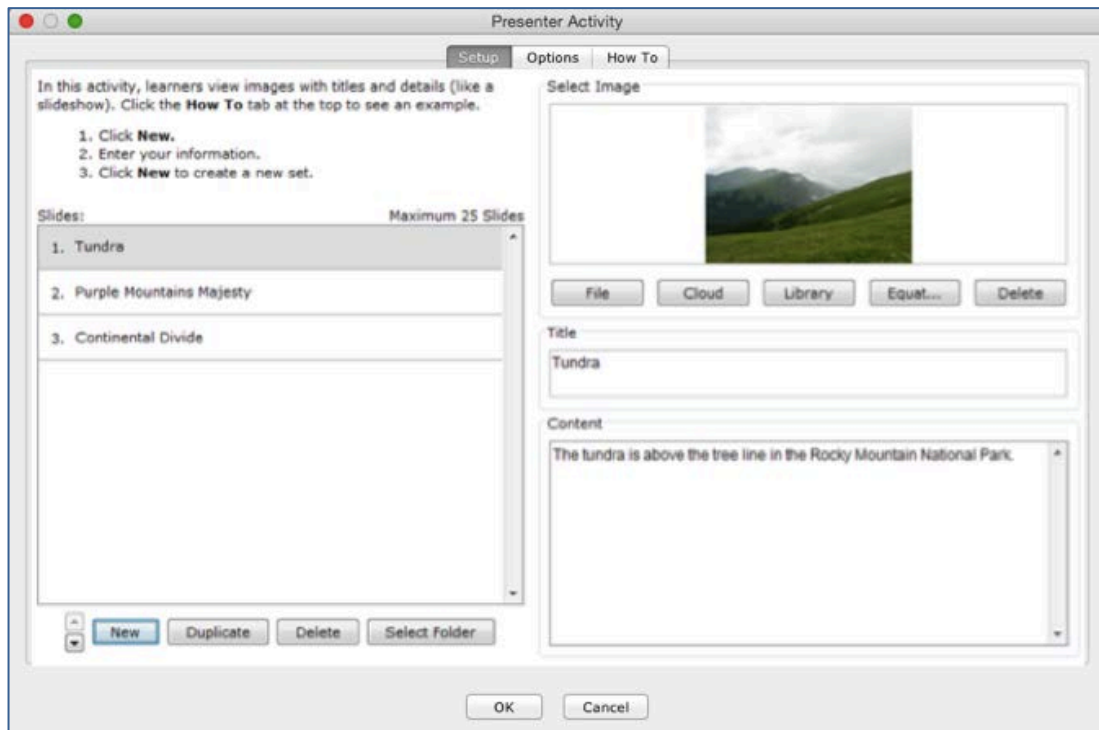 Presenter Activity
Setup Options How To
In this activity, learners view images with titles and details (like a
slideshow). Click the How To tab at the top to see an example.
1. Click New.
2. Enter your information.
3. Click New to create a new set.
Slides: Maximum 25 Slides
1. Tundra
2. Purple Mountains Majesty
3. Continental Divide
New Duplicate Delete Select Folder
Select Image
File Cloud Library Equat... Delete
Title
Tundra
Content
The tundra is above the tree line in the Rocky Mountain National Park.
OK Cancel